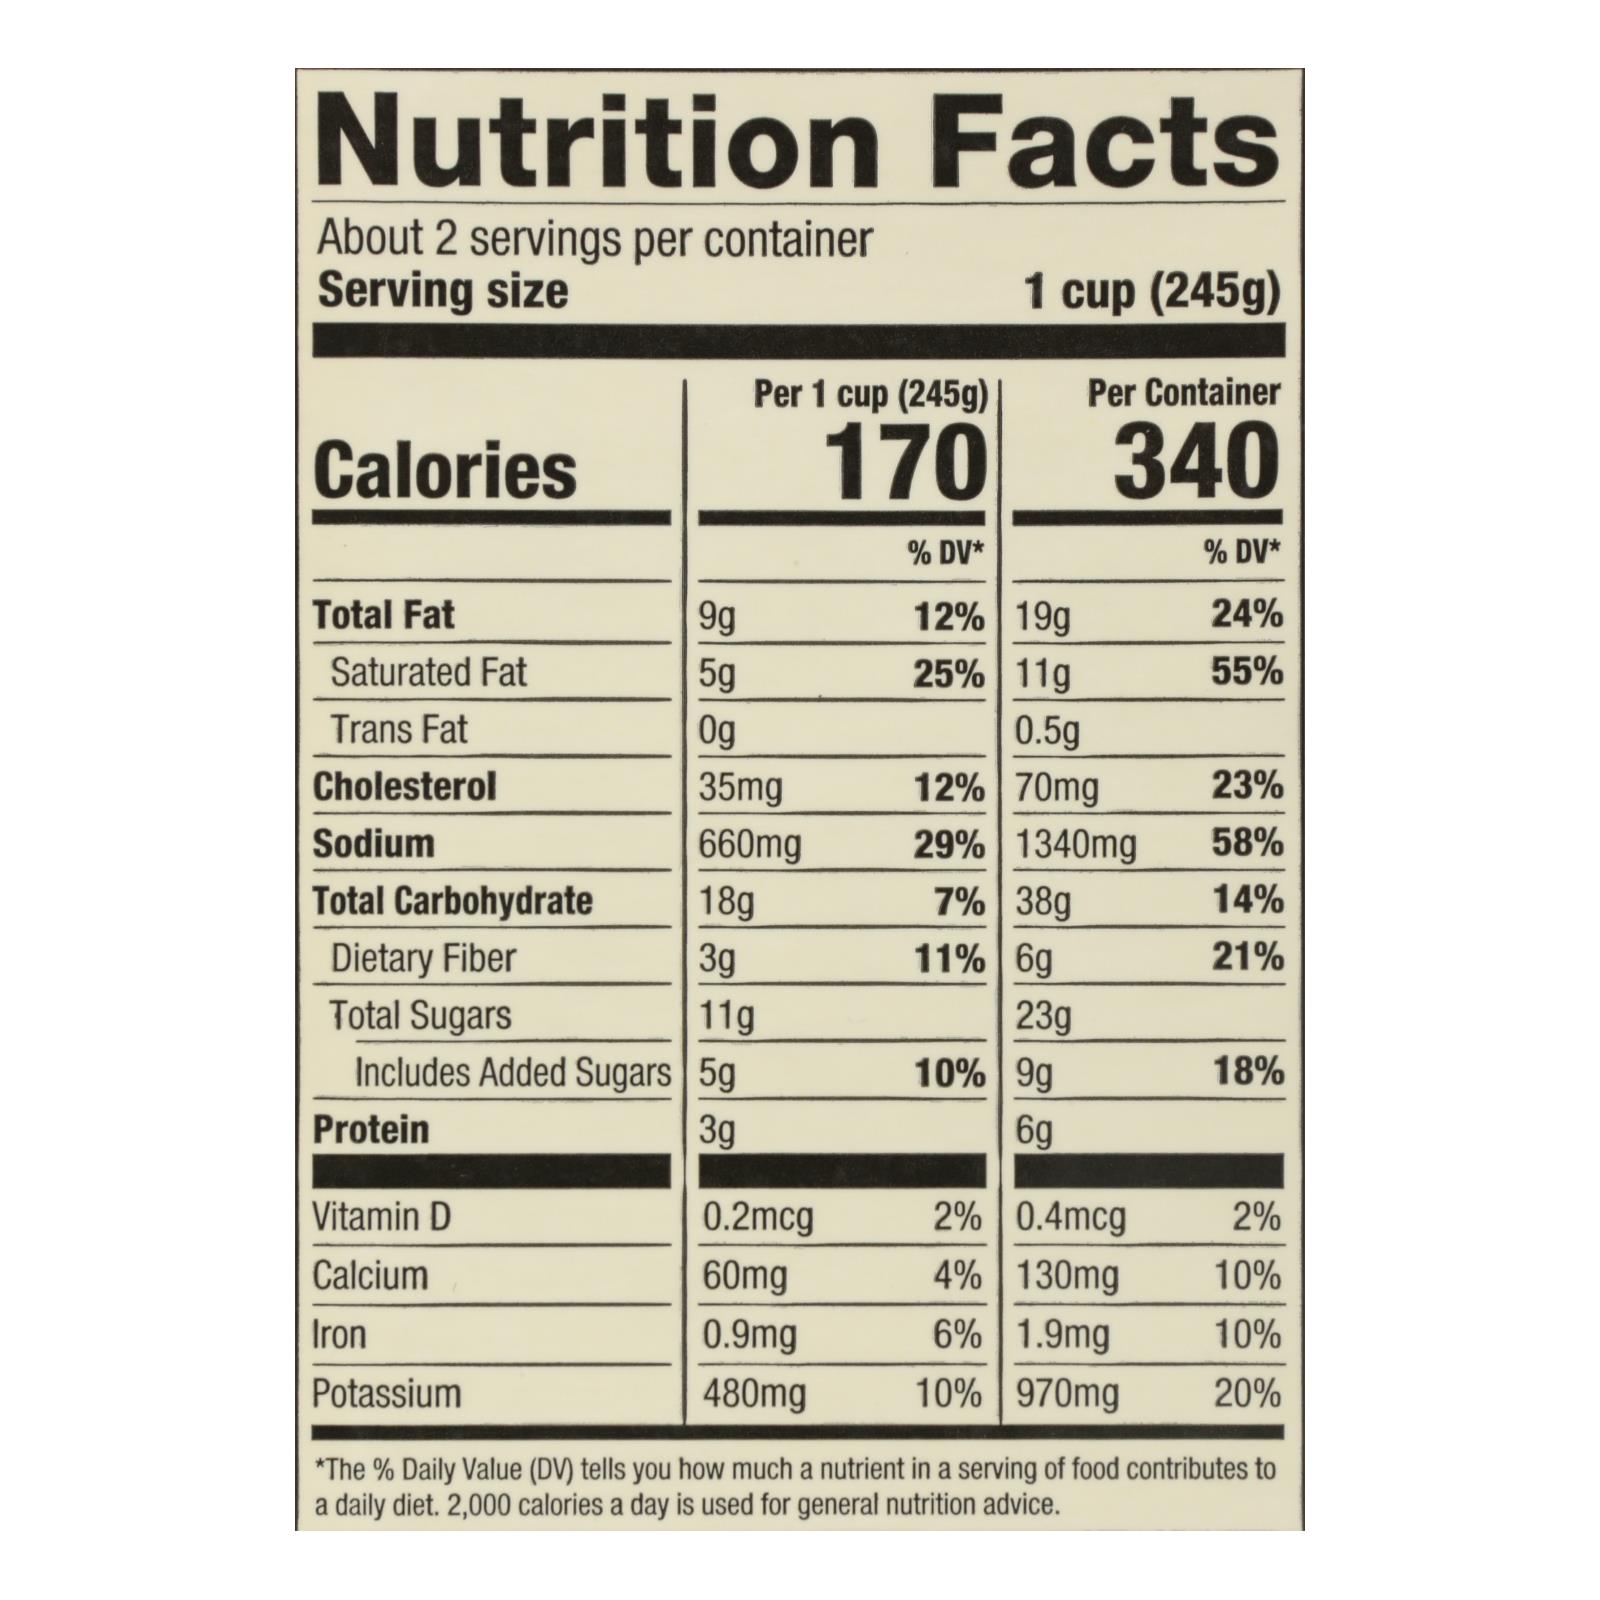 Nutrition Facts
About 2 servings per container
Serving size 1 cup (245g)
Per 1 cup (245g) Per Container
Calories 170 340
% DV* % DV*
Total Fat 9g 12% 19g 24%
Saturated Fat 5g 25% 11g 55%
Trans Fat 0g 0.5g
Cholesterol 35mg 12% 70mg 23%
Sodium 660mg 29% 1340mg 58%
Total Carbohydrate 18g 7% 38g 14%
Dietary Fiber 3g 11% 6g 21%
Total Sugars 11g 23g
Includes Added Sugars 5g 10% 9g 18%
Protein 3g 6g
Vitamin D 0.2mcg 2% 0.4mcg 2%
Calcium 60mg 4% 130mg 10%
Iron 0.9mg 6% 1.9mg 10%
Potassium 480mg 10% 970mg 20%
*The % Daily Value (DV) tells you how much a nutrient in a serving of food contributes to
a daily diet. 2,000 calories a day is used for general nutrition advice.